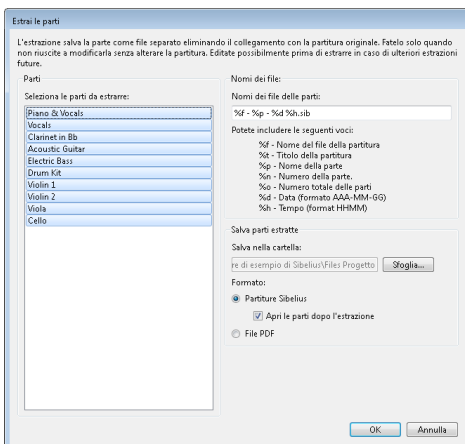 Estrai le parti
L'estrazione salva la parte come file separato eliminando il collegamento con la partitura originale. Fatelo solo quando
non riuscite a modificarla senza alterare la partitura. Editate possibilmente prima di estrarre in caso di ulteriori estrazioni
future.
Parti
Seleziona le parti da estrarre:
Piano & Vocals
Vocals
Clarinet in Bb
Acoustic Guitar
Electric Bass
Drum Kit
Violin 1
Violin 2
Viola
Cello
Nomi dei file:
Nomi dei file delle parti:
%f - %p - %d %h.sib
Potete includere le seguenti voci:
%f - Nome del file della partitura
%t - Titolo della partitura
%p - Nome della parte
%n - Numero della parte.
%o - Numero totale delle parti
%d - Data (formato AAA-MM-GG)
%h - Tempo (format HHMM)
Salva parti estratte
Salva nella cartella:
re di esempio di Sibelius\Files Progetto
Sfoglia...
Formato:
Partiture Sibelius
Apri le parti dopo l'estrazione
File PDF
OK
Annulla